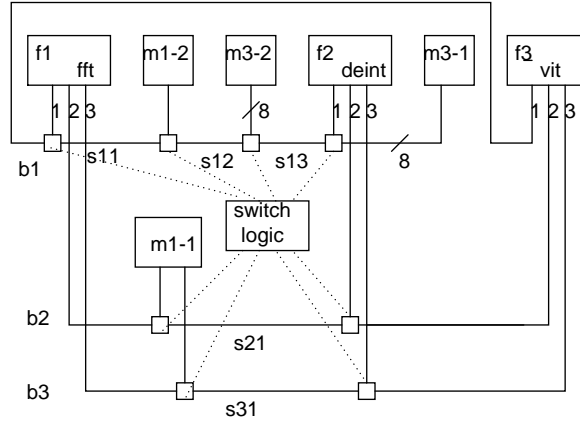 f1 m1-2 m3-2 f2 m3-1 f3
fft deint vit
1 2 3 8 1 2 3 1 2 3
b1 s11 s12 s13 8
switch
logic
m1-1
b2
s21
b3
s31